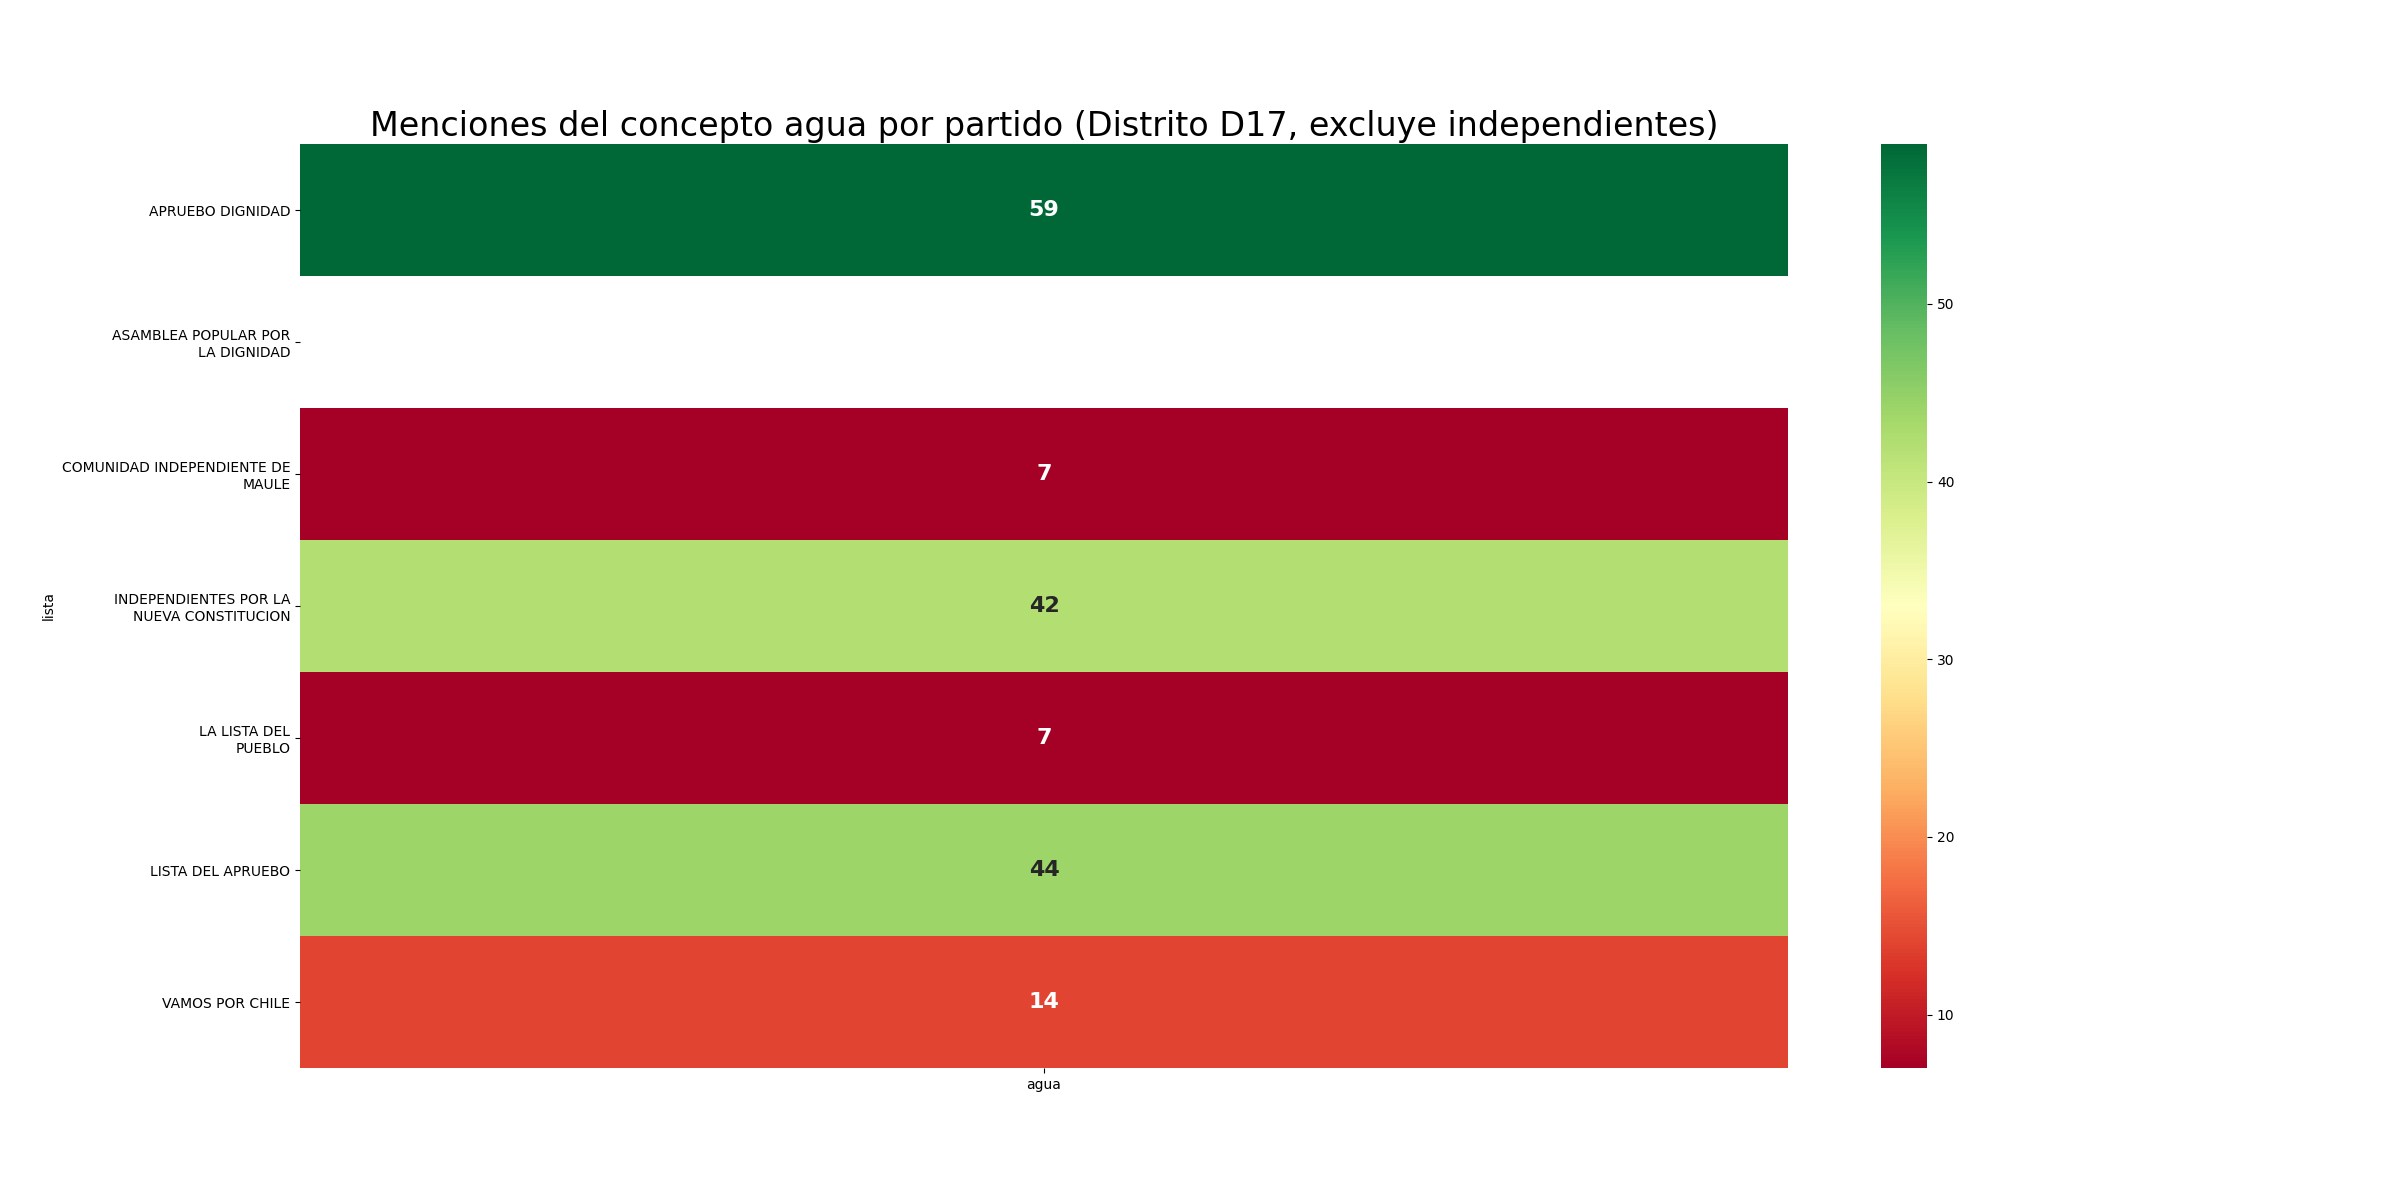 Menciones del concepto agua por partido (Distrito D17, excluye independientes)
APRUEBO DIGNIDAD
59
ASAMBLEA POPULAR POR
LA DIGNIDAD
COMUNIDAD INDEPENDIENTE DE
MAULE
7
INDEPENDIENTES POR LA
NUEVA CONSTITUCION
42
LA LISTA DEL
PUEBLO
7
LISTA DEL APRUEBO
44
VAMOS POR CHILE
14
lista
agua
50
40
30
20
10